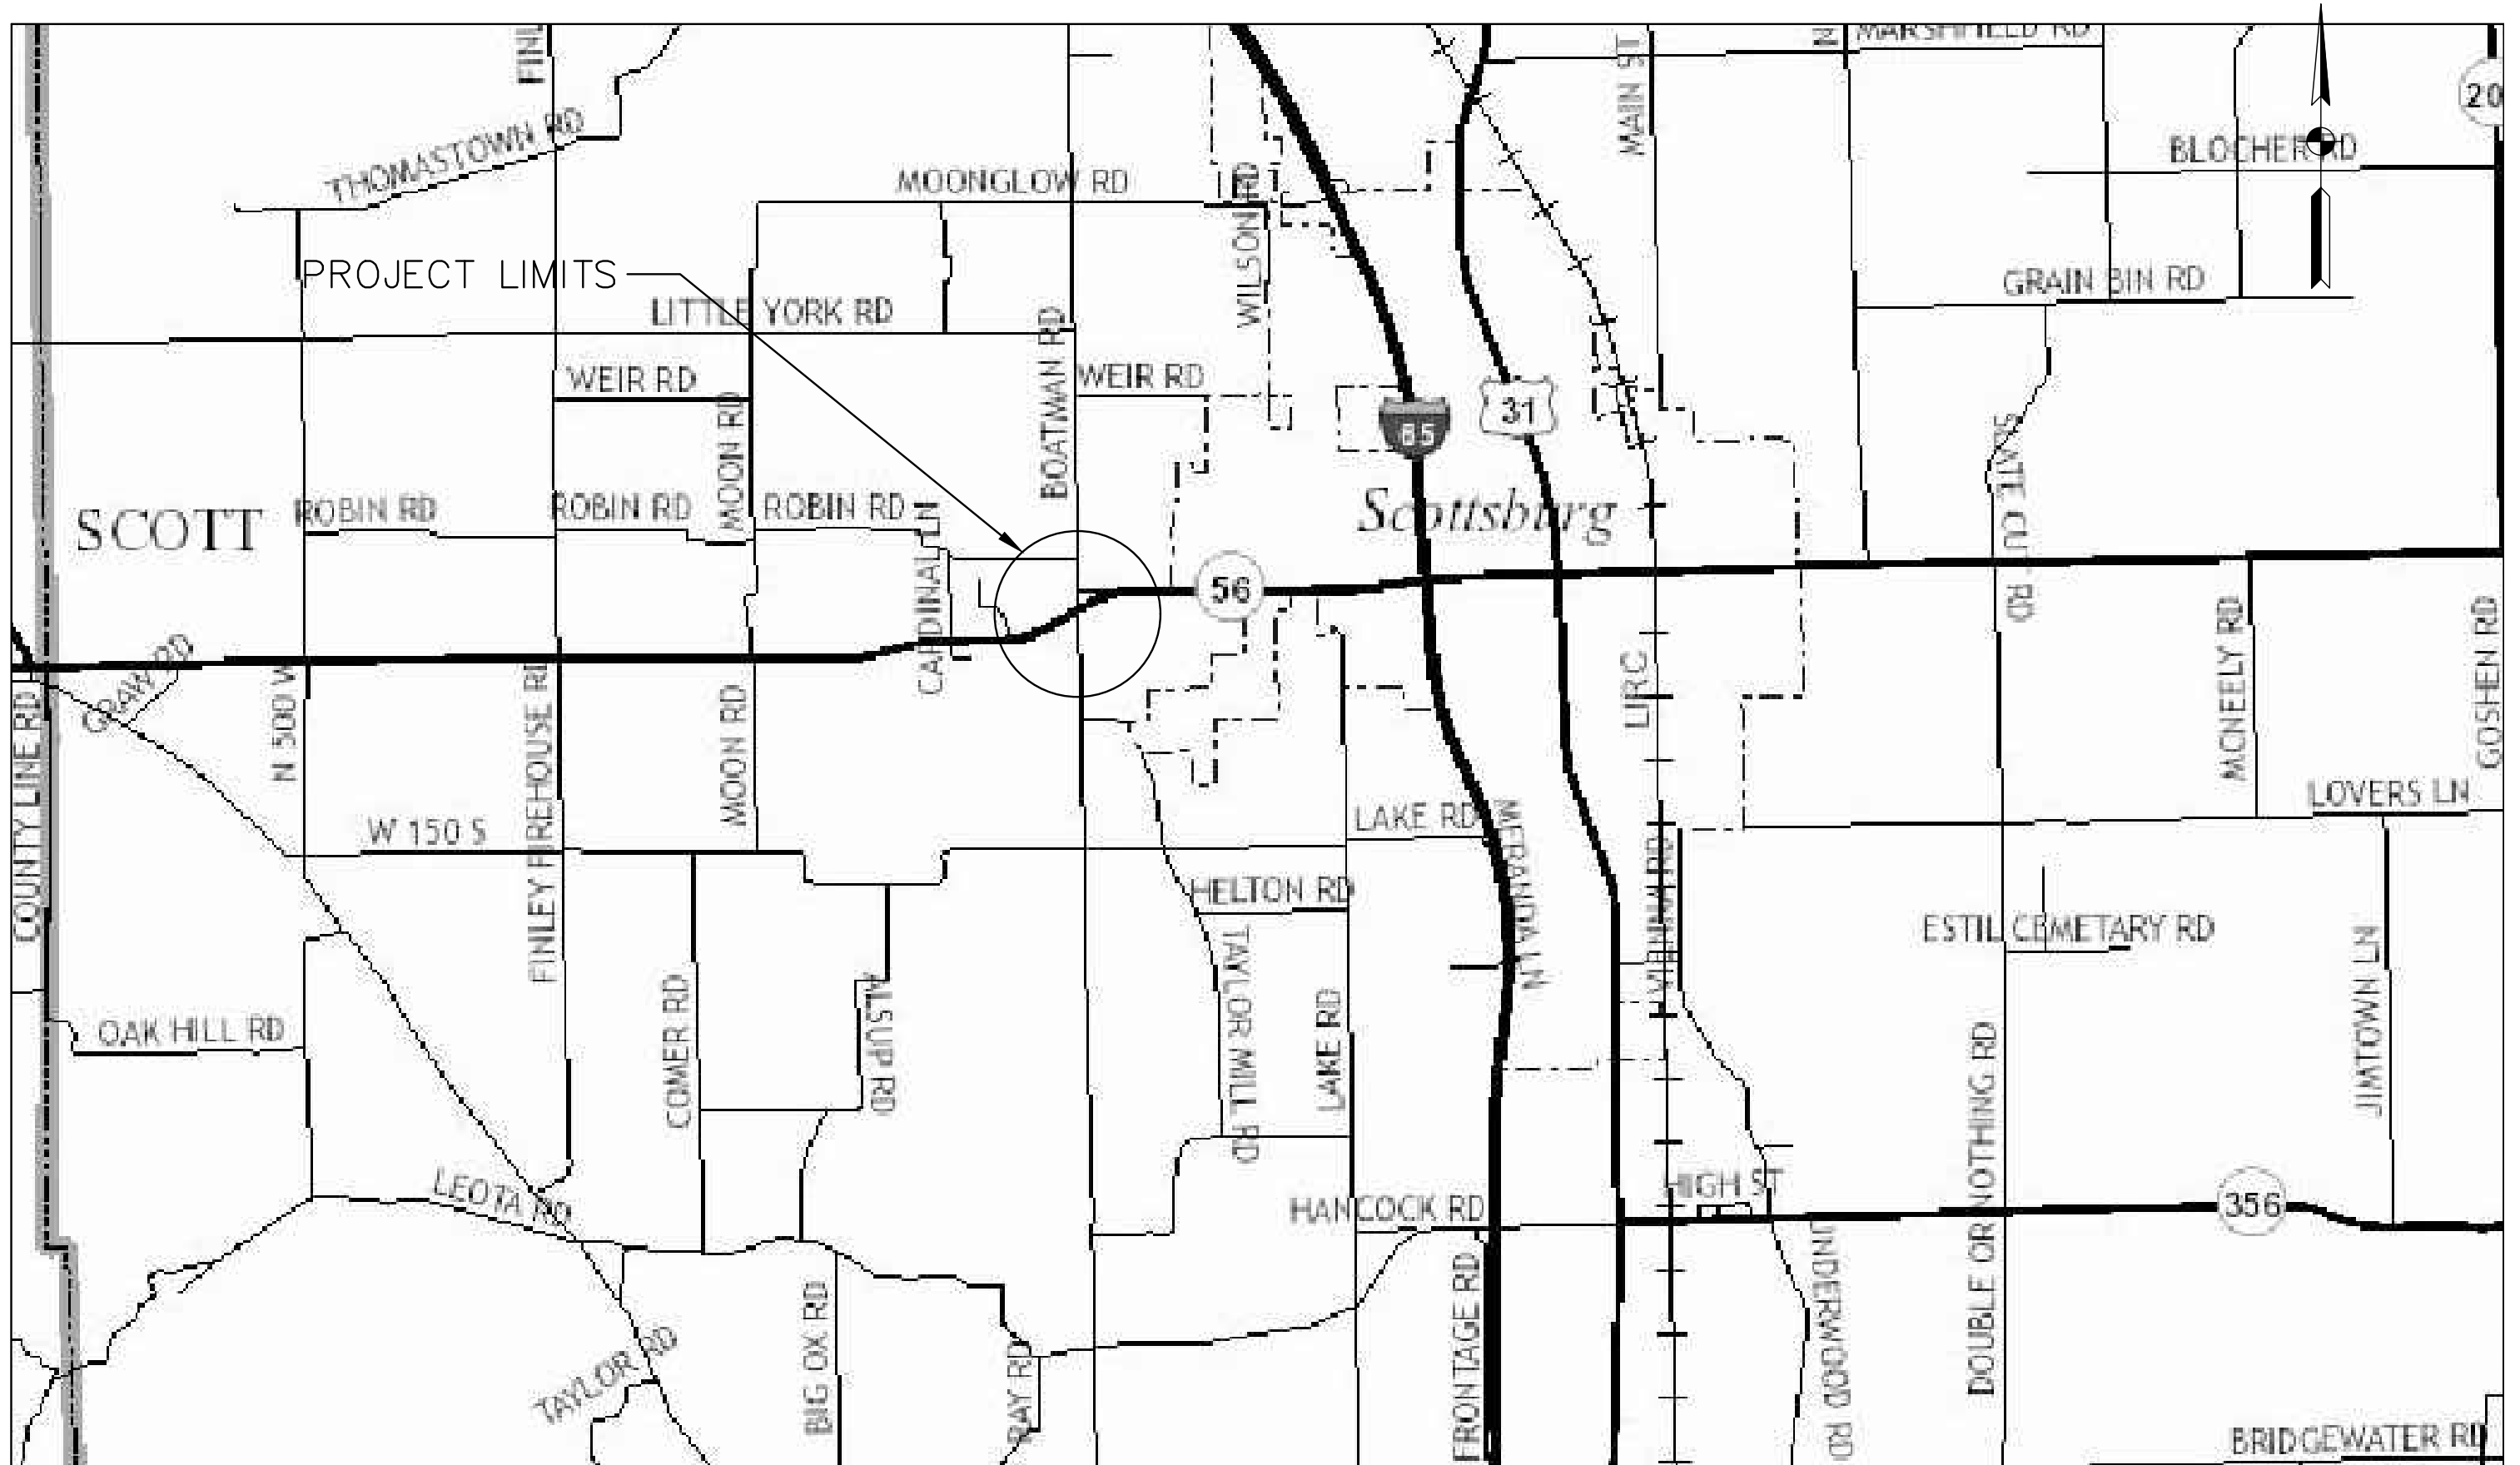 FINL
MAIN ST
N
MARSHFIELD RD
20
THOMASTOWN RD
BLOCHER RD
MOONGLOW RD
WILSON RD
PROJECT LIMITS
GRAIN BIN RD
LITTLE YORK RD
BOATMAN RD
WEIR RD
WEIR RD
MOON RD
65
31
SCOTT
ROBIN RD
ROBIN RD
ROBIN RD
CARDINAL LN
Scottsburg
56
RD
GRAW RD
COUNTY LINE RD
N 500 W
FINLEY FIREHOUSE RD
MOON RD
LIRC
MCNEELY RD
GOSHEN RD
W 150 S
LAKE RD
LOVERS LN
MERANDA LN
VIENNA RD
HELTON RD
ESTIL CEMETARY RD
JIMTOWN LN
OAK HILL RD
COMER RD
ALSUP RD
TAYLOR MILL RD
LAKE RD
DOUBLE OR NOTHING RD
LEOTA RD
HANCOCK RD
HIGH ST
356
TAYLOR RD
BIG OX RD
RAY RD
FRONTAGE RD
UNDERWOOD RD
BRIDGEWATER RD